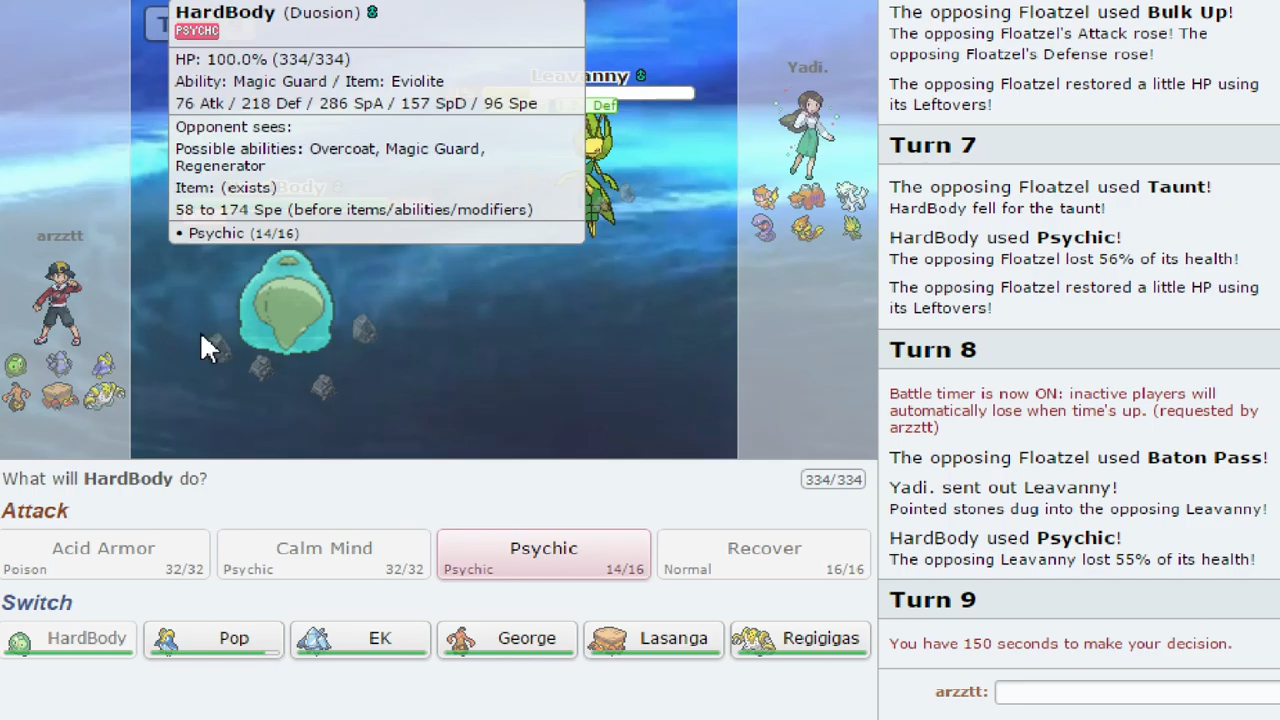 HardBody (Duosion)
PSYCHC
HP: 100.0% (334/334)
Ability: Magic Guard / Item: Eviolite
76 Atk / 218 Def / 286 SpA / 157 SpD / 96 Spe
Opponent sees:
Possible abilities: Overcoat, Magic Guard,
Regenerator
Item: (exists)
58 to 174 Spe (before items/abilities/modifiers)
• Psychic (14/16)
Leavanny
Def
Yadi.
arzztt
What will HardBody do?
334/334
Attack
Acid Armor
Poison 32/32
Calm Mind
Psychic 32/32
Psychic
Psychic 14/16
Recover
Normal 16/16
Switch
HardBody
Pop
EK
George
Lasanga
Regigigas
The opposing Floatzel used Bulk Up!
The opposing Floatzel's Attack rose! The
opposing Floatzel's Defense rose!
The opposing Floatzel restored a little HP using
its Leftovers!
Turn 7
The opposing Floatzel used Taunt!
HardBody fell for the taunt!
HardBody used Psychic!
The opposing Floatzel lost 56% of its health!
The opposing Floatzel restored a little HP using
its Leftovers!
Turn 8
Battle timer is now ON: inactive players will
automatically lose when time's up. (requested by
arzztt)
The opposing Floatzel used Baton Pass!
Yadi. sent out Leavanny!
Pointed stones dug into the opposing Leavanny!
HardBody used Psychic!
The opposing Leavanny lost 55% of its health!
Turn 9
You have 150 seconds to make your decision.
arzztt: